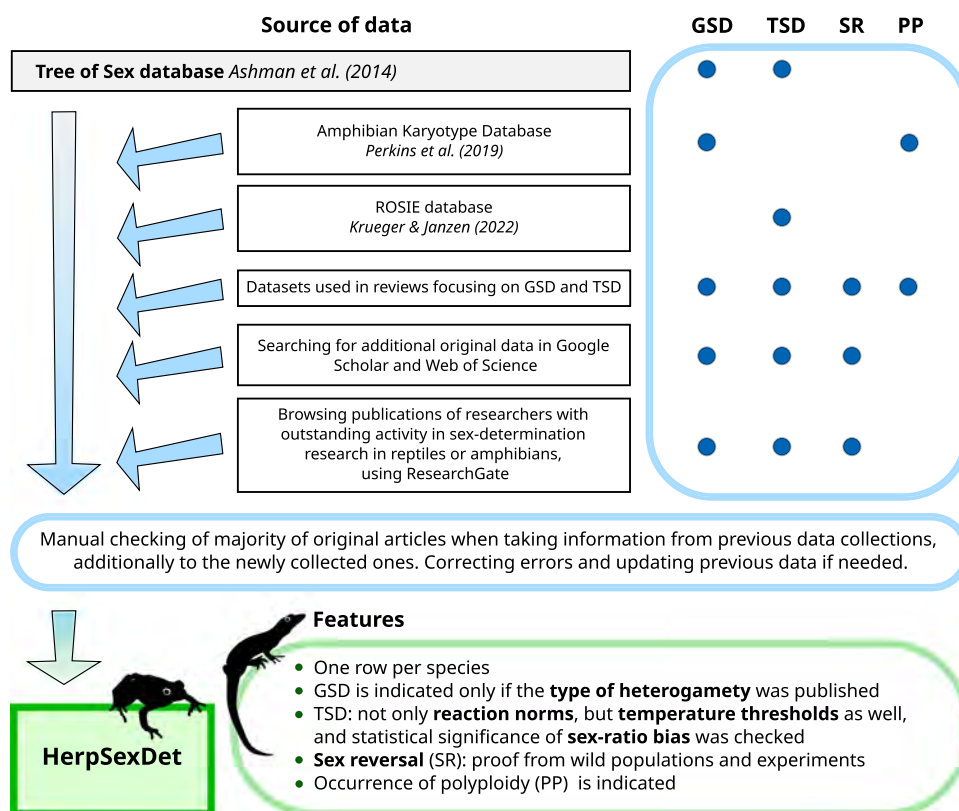 Source of data GSD TSD SR PP
Tree of Sex database Ashman et al. (2014)
Amphibian Karyotype Database
Perkins et al. (2019)
ROSIE database
Krueger & Janzen (2022)
Datasets used in reviews focusing on GSD and TSD
Searching for additional original data in Google
Scholar and Web of Science
Browsing publications of researchers with
outstanding activity in sex-determination
research in reptiles or amphibians,
using ResearchGate
Manual checking of majority of original articles when taking information from previous data collections,
additionally to the newly collected ones. Correcting errors and updating previous data if needed.
HerpSexDet
Features
• One row per species
• GSD is indicated only if the type of heterogamety was published
• TSD: not only reaction norms, but temperature thresholds as well,
and statistical significance of sex-ratio bias was checked
• Sex reversal (SR): proof from wild populations and experiments
• Occurrence of polyploidy (PP) is indicated